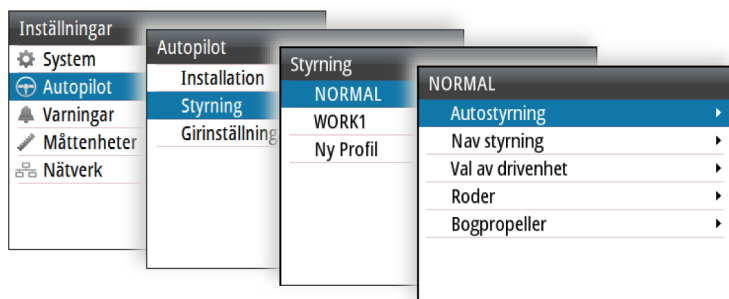 Inställningar
System
Autopilot
Varningar
Måttenheter
Nätverk
Autopilot
Installation
Styrning
Girinställning
Styrning
NORMAL
WORK1
Ny Profil
NORMAL
Autostyrning
Nav styrning
Val av drivenhet
Roder
Bogpropeller